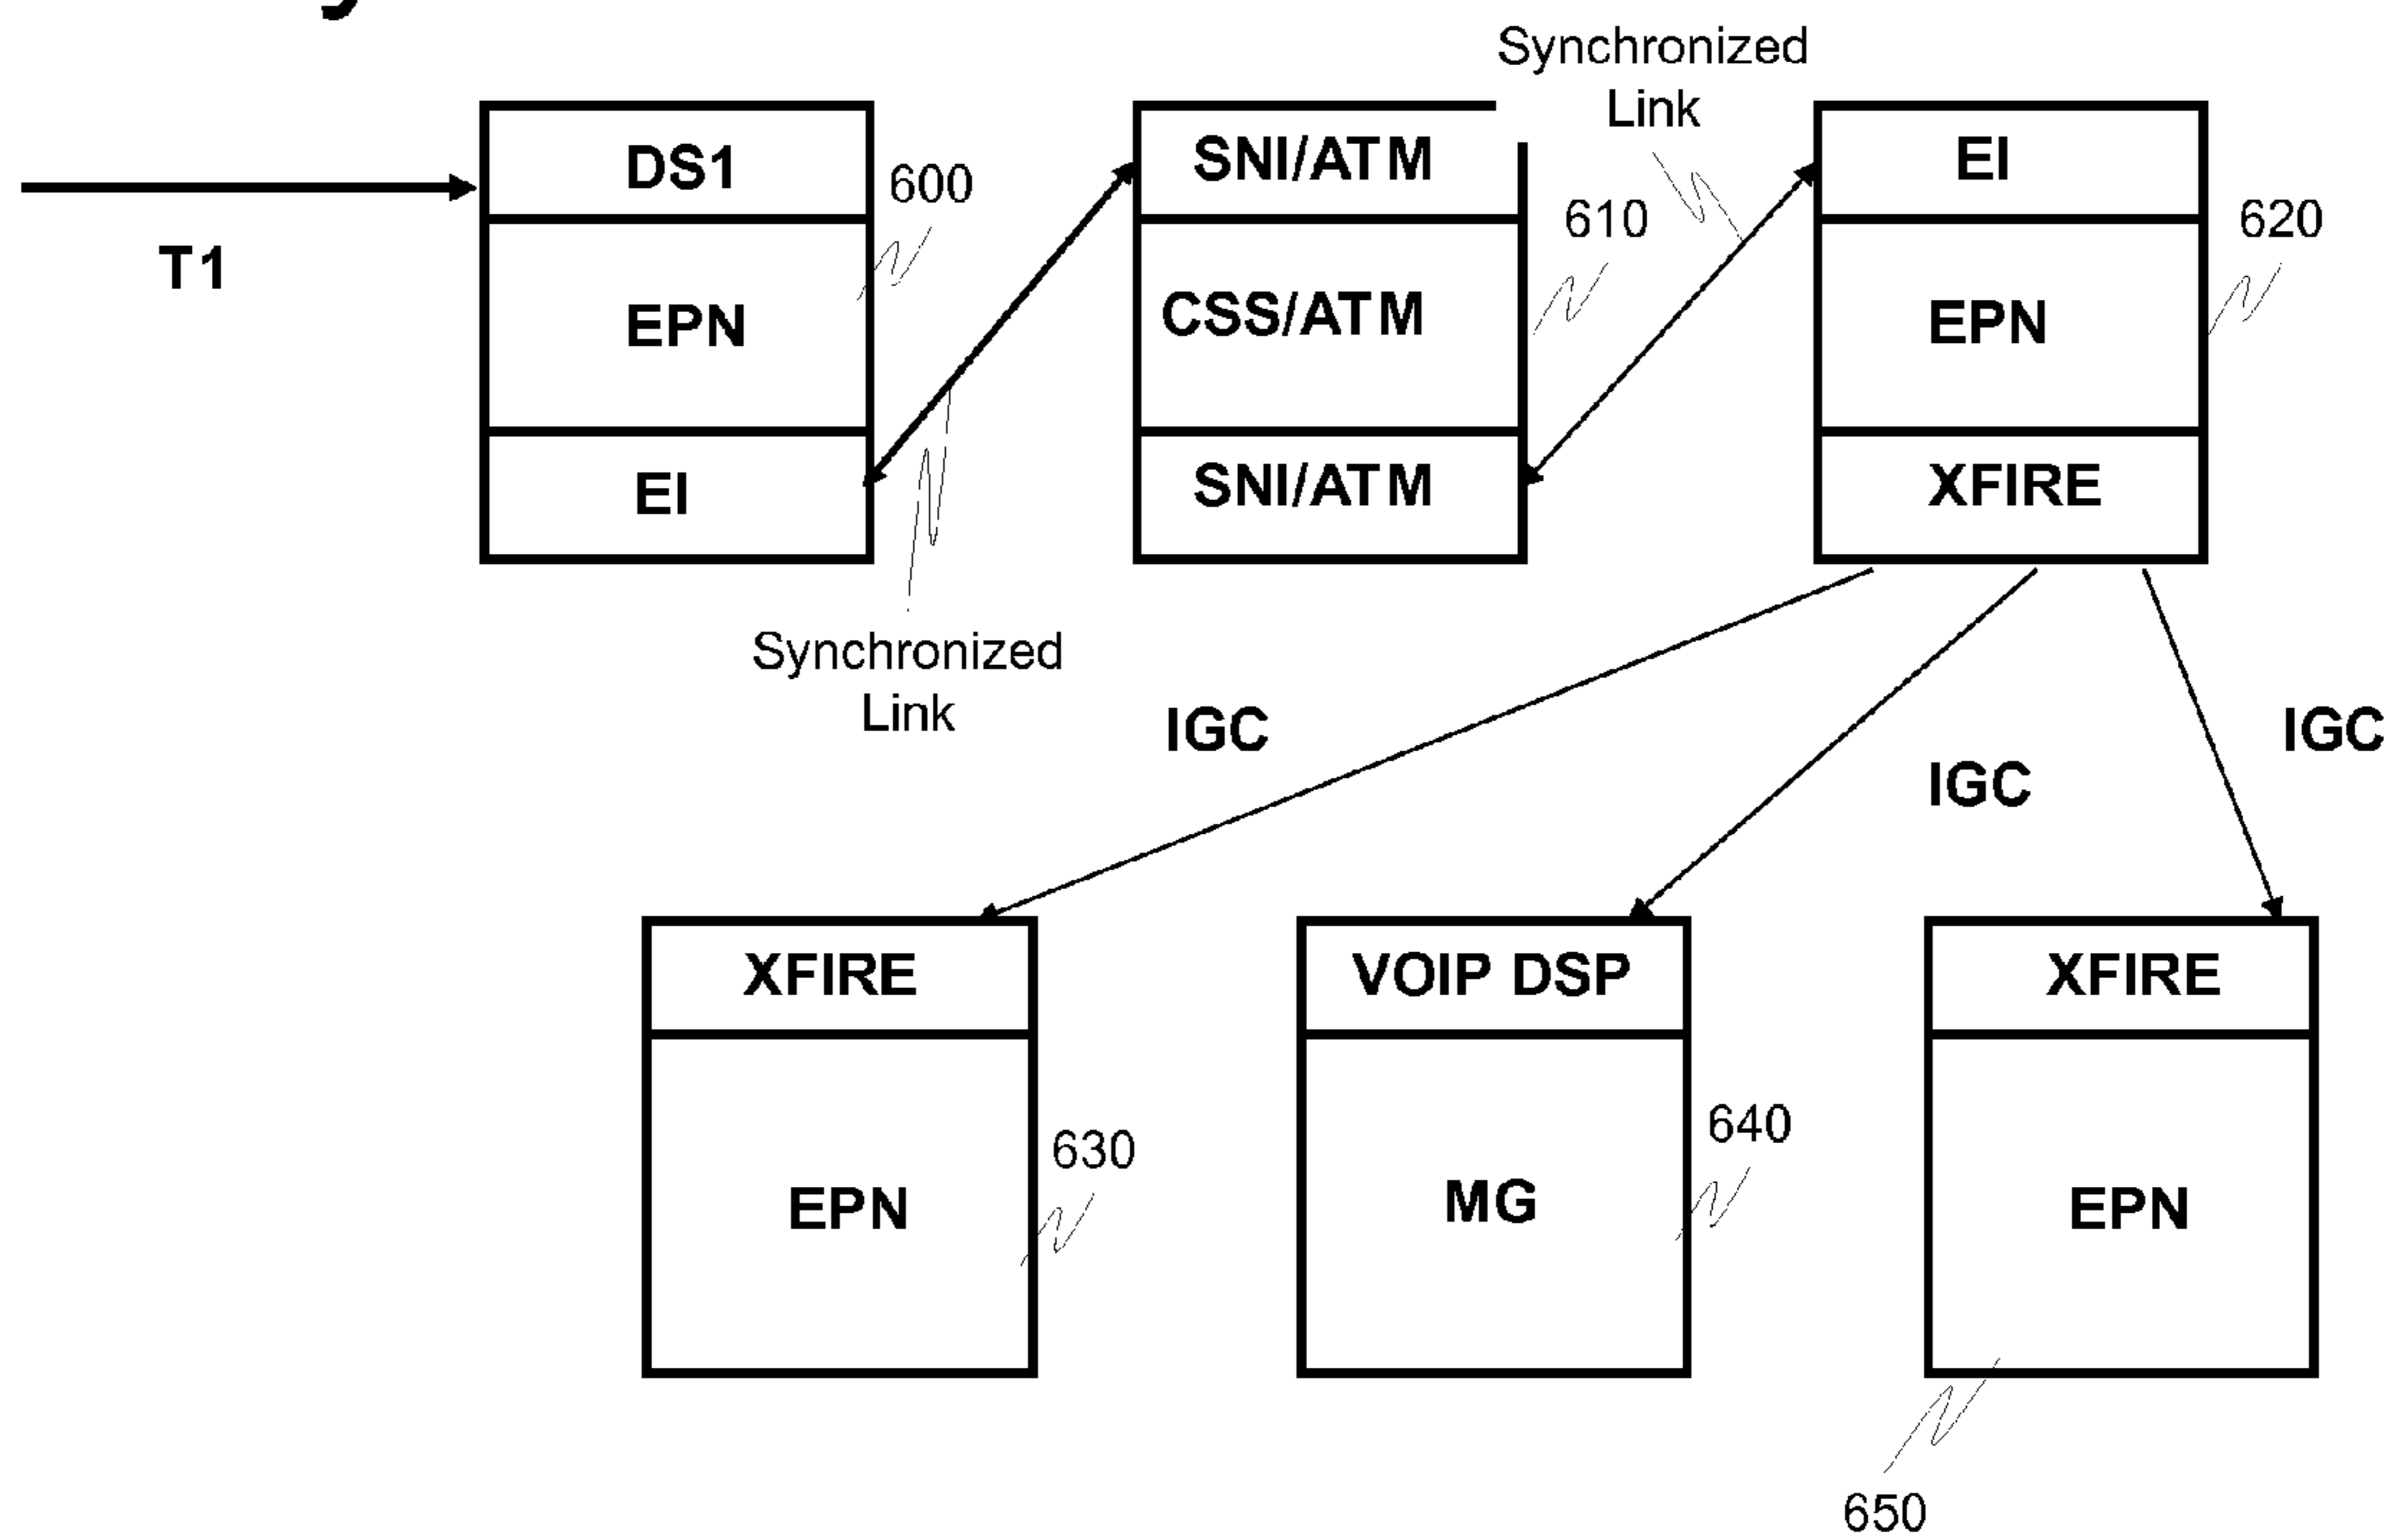 Synchronized
Link
DS1
SNI/ATM
EI
600
610
620
T1
EPN
CSS/ATM
EPN
EI
SNI/ATM
XFIRE
Synchronized
Link
IGC
IGC
IGC
XFIRE
VOIP DSP
XFIRE
630
640
EPN
MG
EPN
650